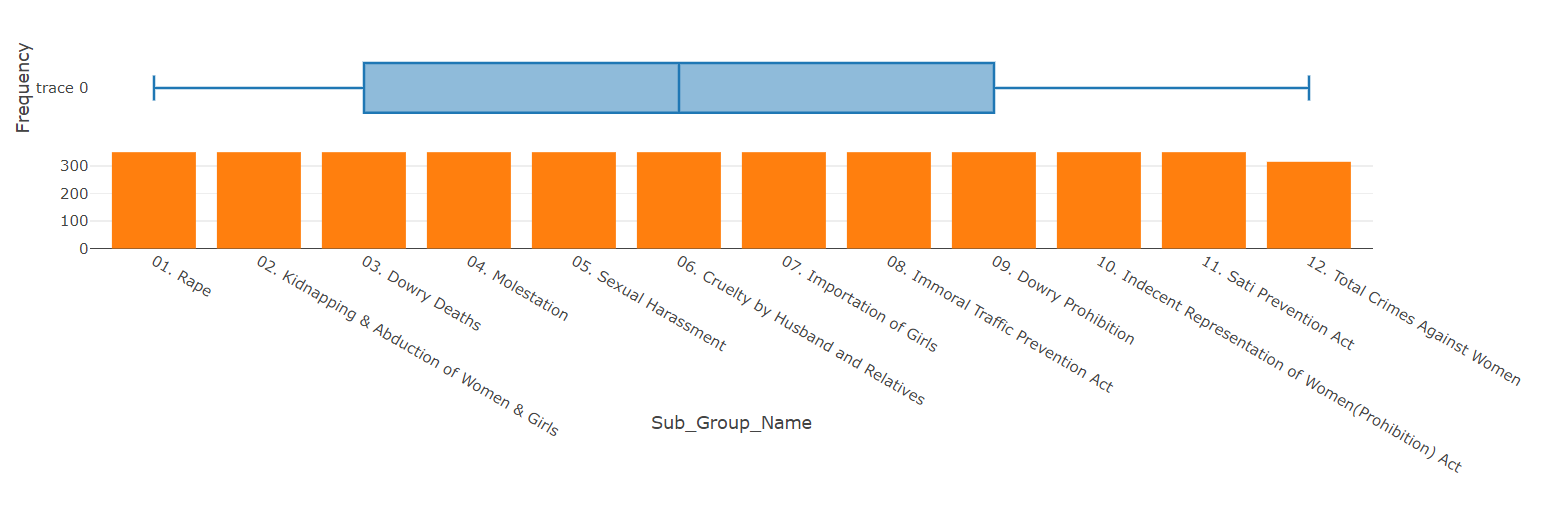 Frequency
trace 0
300
200
100
0
01. Rape
02. Kidnapping & Abduction of Women & Girls
03. Dowry Deaths
04. Molestation
05. Sexual Harassment
06. Cruelty by Husband and Relatives
07. Importation of Girls
08. Immoral Traffic Prevention Act
09. Dowry Prohibition
10. Indecent Representation of Women(Prohibition) Act
11. Sati Prevention Act
12. Total Crimes Against Women
Sub_Group_Name